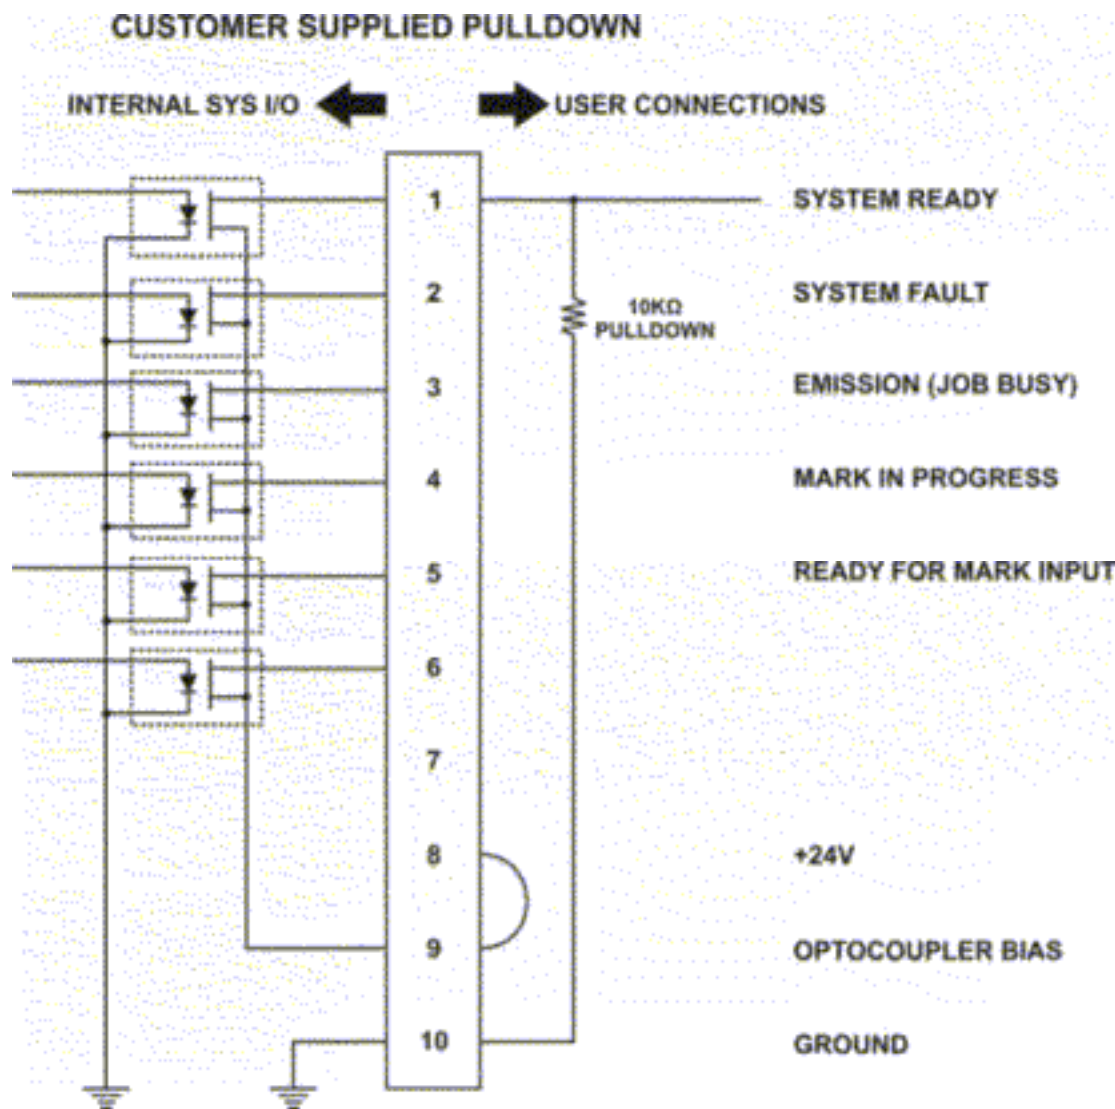 CUSTOMER SUPPLIED PULLDOWN
INTERNAL SYS I/O
USER CONNECTIONS
1
SYSTEM READY
2
SYSTEM FAULT
10KΩ
PULLDOWN
3
EMISSION (JOB BUSY)
4
MARK IN PROGRESS
5
READY FOR MARK INPUT
6
7
8
+24V
9
OPTOCOUPLER BIAS
10
GROUND